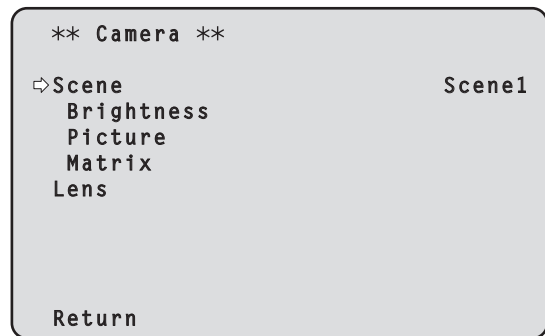 ** Camera **
⇨Scene Scene1
Brightness
Picture
Matrix
Lens
Return